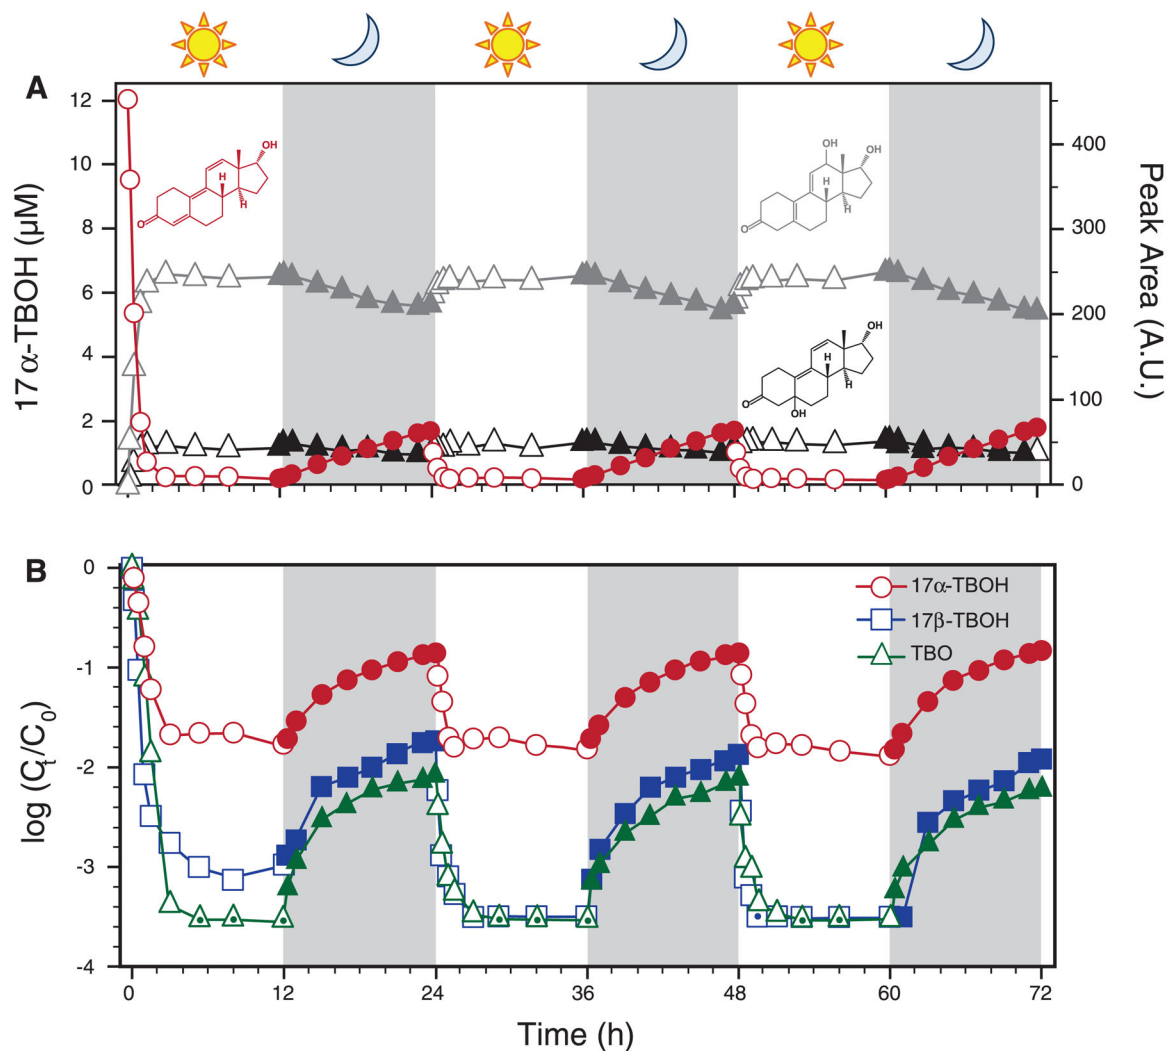 A
12
10
8
6
4
2
0
17α-TBOH (µM)
400
300
200
100
0
Peak Area (A.U.)
OH
H
H
O
OH
OH
H
H
O
OH
H
H
O
OH
B
0
-1
-2
-3
-4
log (Ct/C0)
17α-TBOH
17β-TBOH
TBO
0 12 24 36 48 60 72
Time (h)